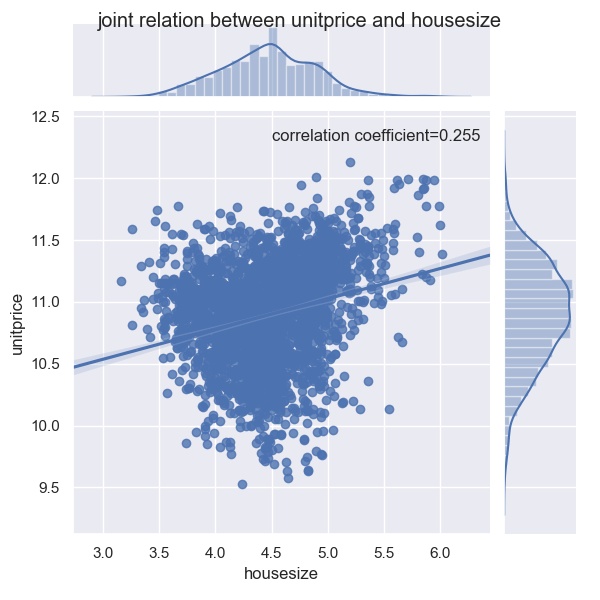 joint relation between unitprice and housesize
correlation coefficient=0.255
12.5
12.0
11.5
11.0
10.5
10.0
9.5
unitprice
3.0 3.5 4.0 4.5 5.0 5.5 6.0
housesize